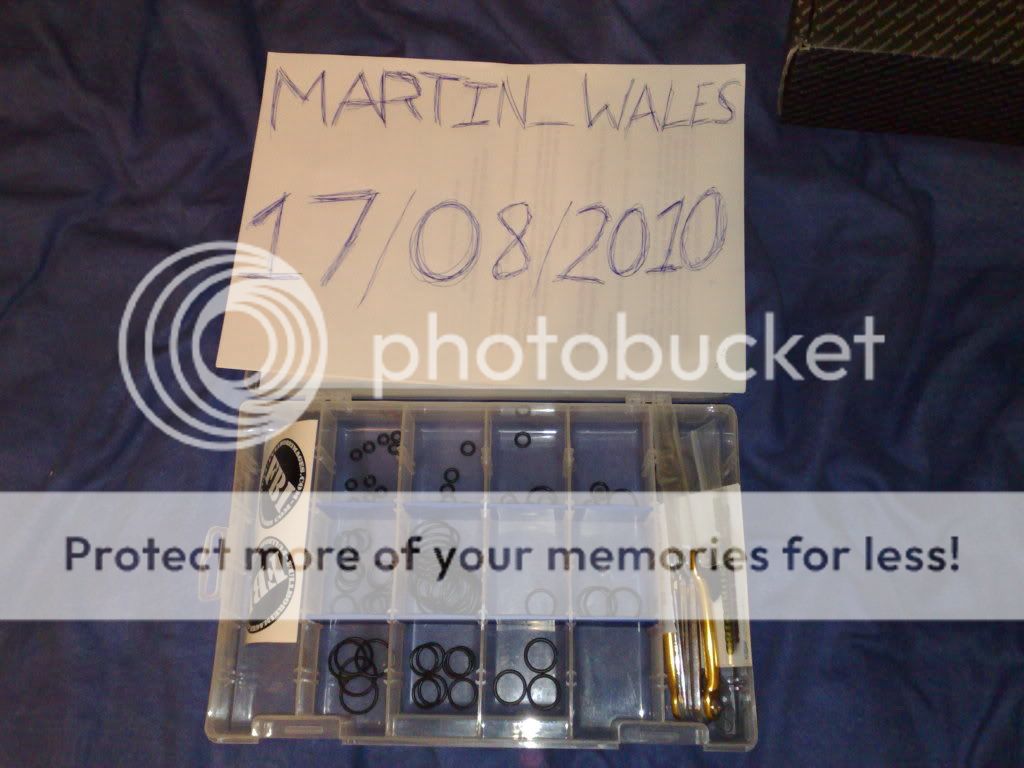 MARTIN_WALES
17/08/2010
photobucket
Protect more of your memories for less!